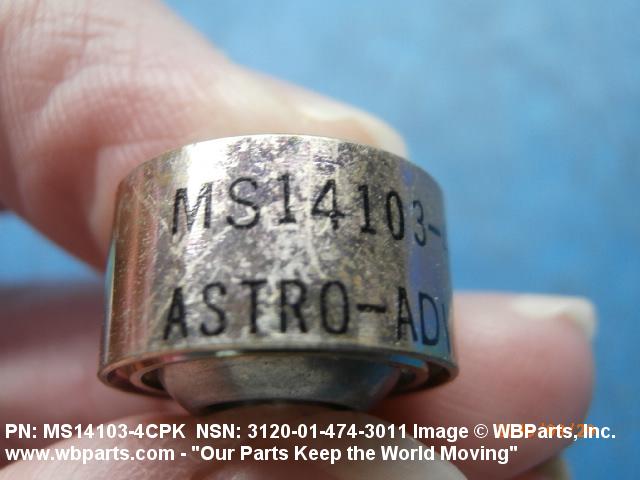 MS14103-
ASTRO-ADV
PN: MS14103-4CPK NSN: 3120-01-474-3011 Image © WBParts, Inc.
www.wbparts.com - "Our Parts Keep the World Moving"